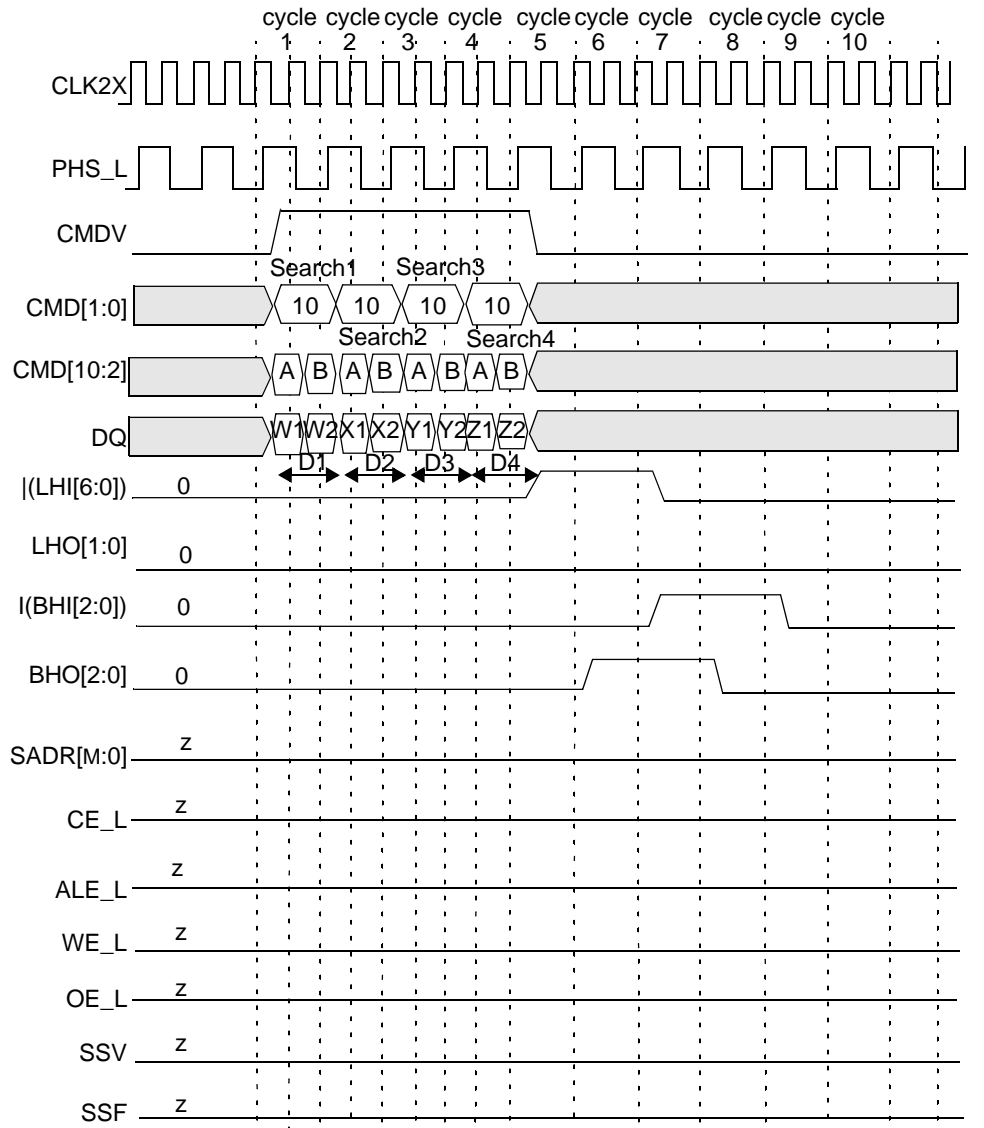 cycle cycle cycle cycle cycle cycle cycle cycle cycle cycle
1 2 3 4 5 6 7 8 9 10
CLK2X
PHS_L
CMDV
Search1 Search3
CMD[1:0] 10 10 10 10
Search2 Search4
CMD[10:2] A B A B A B A B
DQ W1 W2 X1 X2 Y1 Y2 Z1 Z2
D1 D2 D3 D4
|(LHI[6:0]) 0
LHO[1:0] 0
I(BHI[2:0]) 0
BHO[2:0] 0
SADR[M:0] z
CE_L z
ALE_L z
WE_L z
OE_L z
SSV z
SSF z